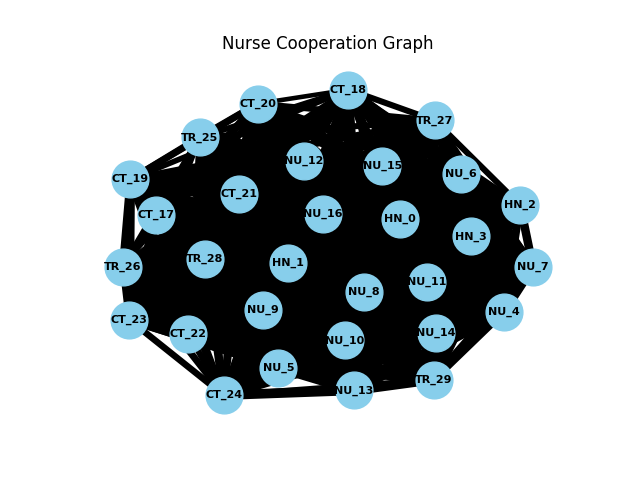 Nurse Cooperation Graph
CT_18
CT_20
TR_27
TR_25
NU_12
NU_15
NU_6
CT_19
CT_21
HN_2
CT_17
NU_16
HN_0
HN_3
TR_28
HN_1
TR_26
NU_7
NU_11
NU_8
NU_9
NU_4
CT_23
CT_22
NU_10
NU_14
NU_5
TR_29
NU_13
CT_24